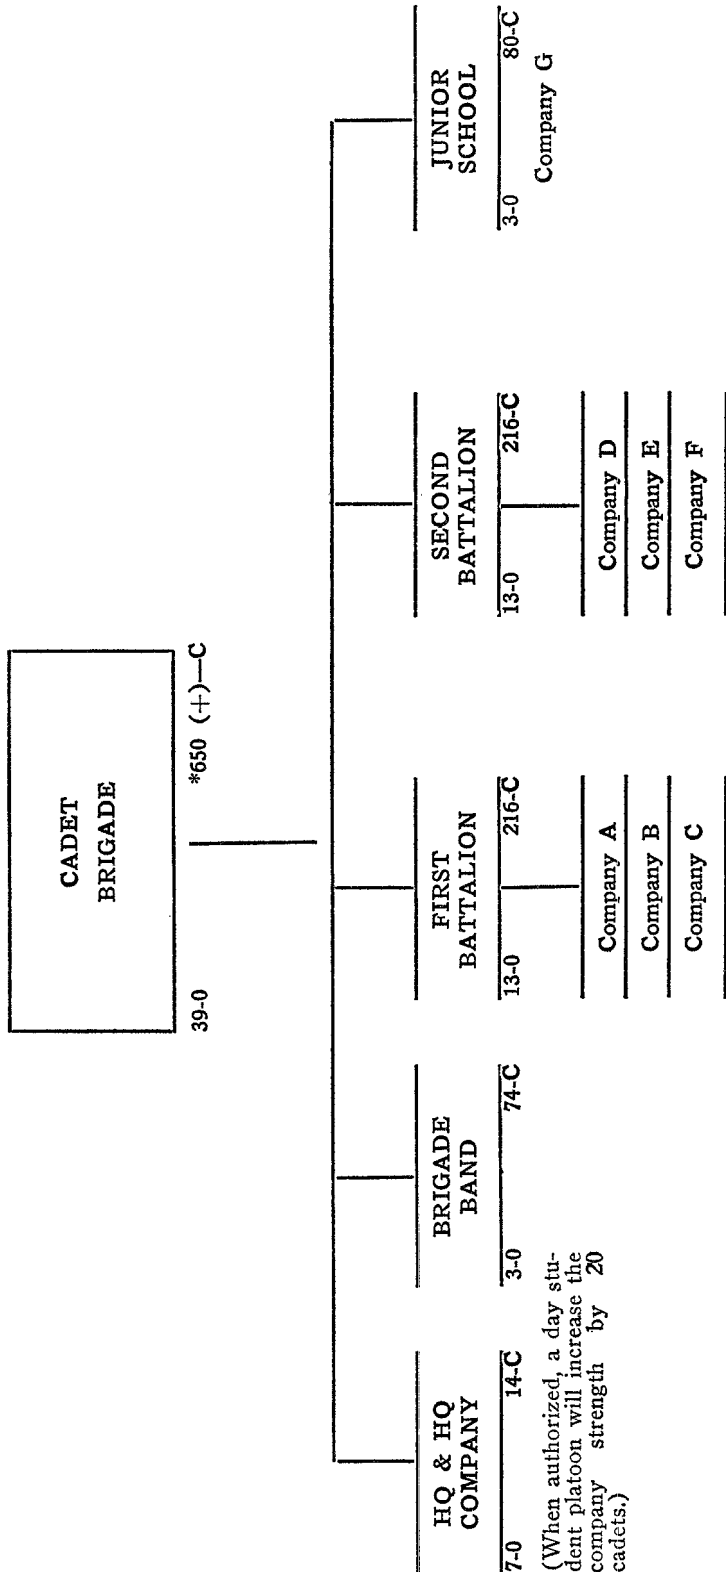 CADET
BRIGADE
39-0 *650 (+)—C
HQ & HQ
COMPANY
7-0 14-C
(When authorized, a day stu-
dent platoon will increase the
company strength by 20
cadets.)
BRIGADE
BAND
3-0 74-C
FIRST
BATTALION
13-0 216-C
Company A
Company B
Company C
SECOND
BATTALION
13-0 216-C
Company D
Company E
Company F
JUNIOR
SCHOOL
3-0 80-C
Company G